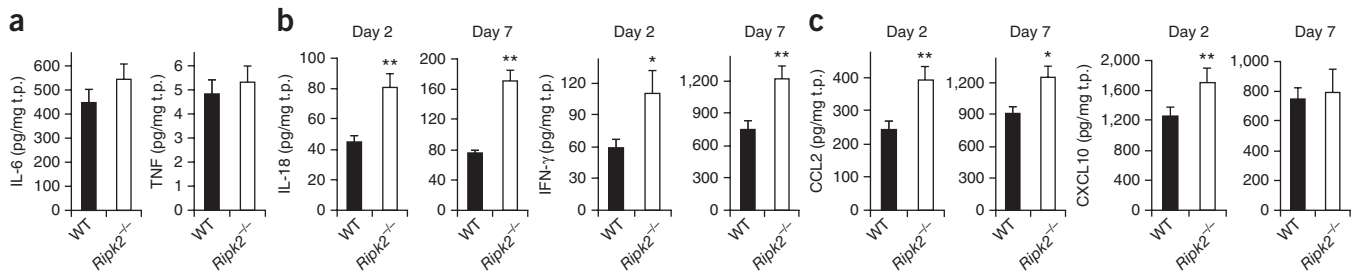 a
IL-6 (pg/mg t.p.)
600
500
400
300
200
100
0
WT
Ripk2–/–
TNF (pg/mg t.p.)
6
5
4
3
2
1
0
WT
Ripk2–/–
b
Day 2
IL-18 (pg/mg t.p.)
100
80
60
40
20
0
**
WT
Ripk2–/–
Day 7
200
160
120
80
40
0
**
WT
Ripk2–/–
Day 2
IFN-γ (pg/mg t.p.)
120
90
60
30
0
*
WT
Ripk2–/–
Day 7
1,200
900
600
300
0
**
WT
Ripk2–/–
c
Day 2
CCL2 (pg/mg t.p.)
400
300
200
100
0
**
WT
Ripk2–/–
Day 7
1,200
900
600
300
0
*
WT
Ripk2–/–
Day 2
CXCL10 (pg/mg t.p.)
2,000
1,600
1,200
800
400
0
**
WT
Ripk2–/–
Day 7
1,000
800
600
400
200
0
WT
Ripk2–/–